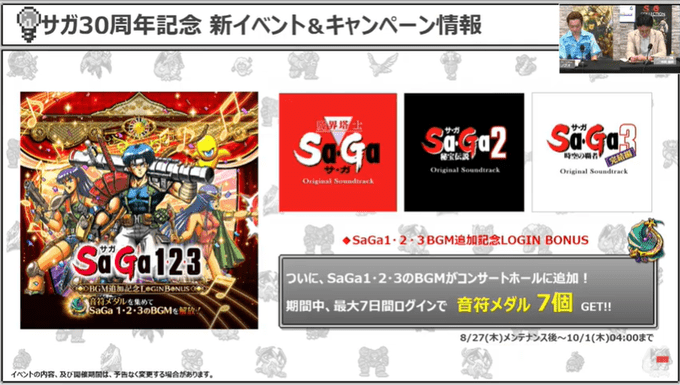 サガ30周年記念 新イベント&キャンペーン情報
サガ
SaGa123
BGM追加記念LOGIN BONUS
音符メダルを集めて
SaGa 1・2・3のBGMを解放!
魔界塔士
Sa・Ga
サ・ガ
Original Soundtrack
サ・ガ
Sa・Ga2
秘宝伝説
Original Soundtrack
サ・ガ
Sa・Ga3
時空の覇者
完結編
Original Soundtrack
◆SaGa1・2・3BGM追加記念LOGIN BONUS
ついに、SaGa1・2・3のBGMがコンサートホールに追加!
期間中、最大7日間ログインで 音符メダル 7個 GET!!
8/27(木)メンテナンス後～10/1(木)04:00まで
イベントの内容、及び開催期間は、予告なく変更する場合があります。